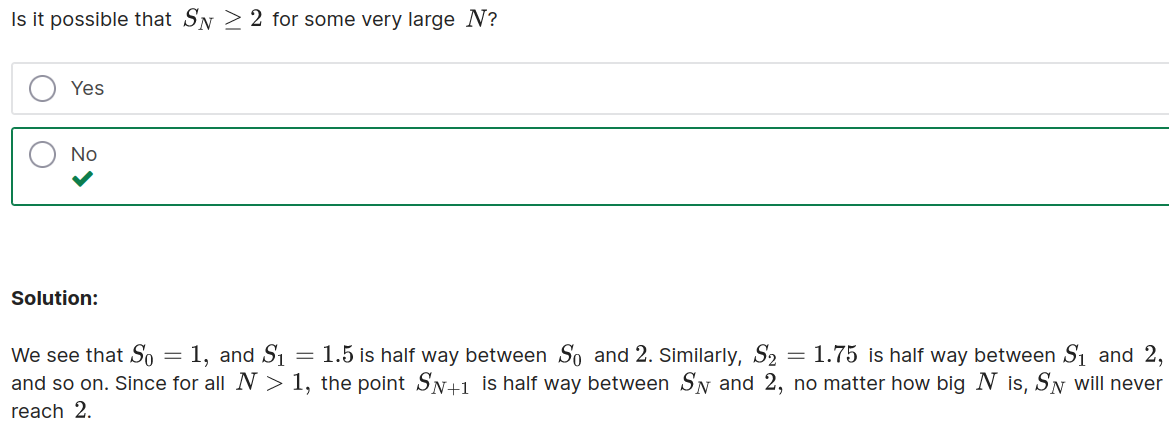 Is it possible that S_N ≥ 2 for some very large N?
Yes
No
Solution:
We see that S_0 = 1, and S_1 = 1.5 is half way between S_0 and 2. Similarly, S_2 = 1.75 is half way between S_1 and 2,
and so on. Since for all N > 1, the point S_{N+1} is half way between S_N and 2, no matter how big N is, S_N will never
reach 2.